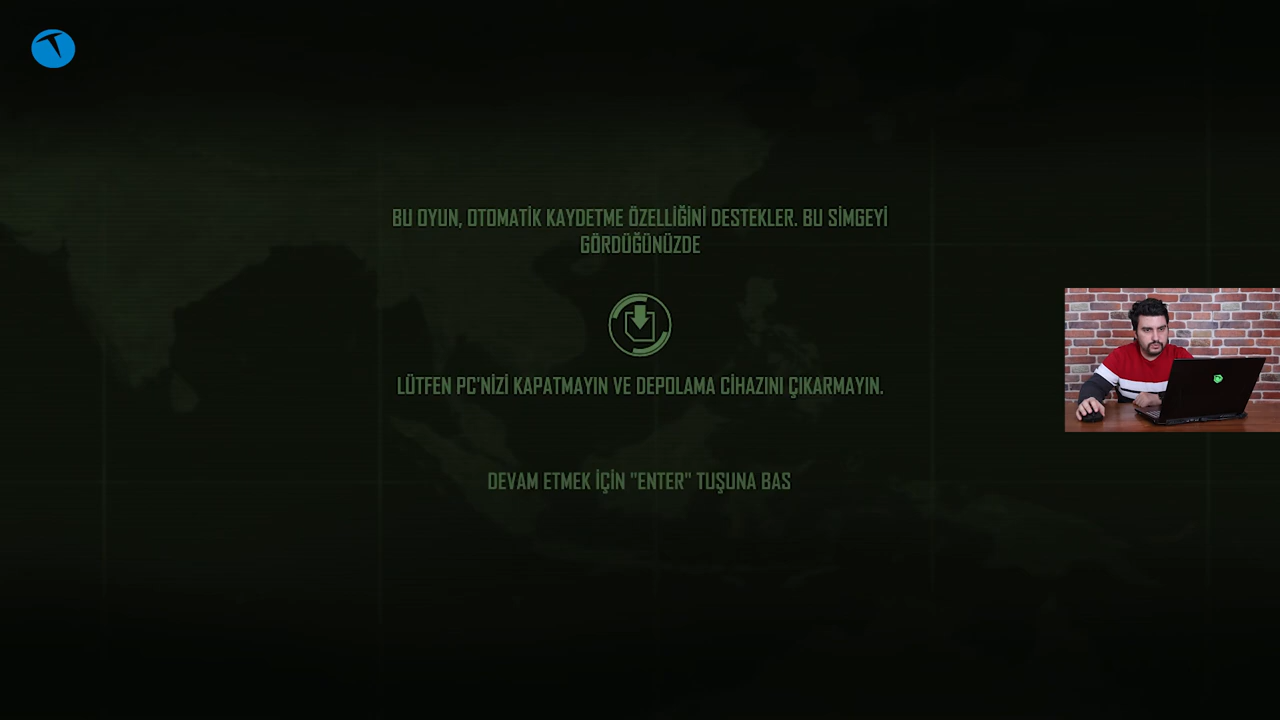 BU OYUN, OTOMATİK KAYDETME ÖZELLİĞİNİ DESTEKLER. BU SİMGEYİ
GÖRDÜĞÜNÜZDE
LÜTFEN PC'NİZİ KAPATMAYIN VE DEPOLAMA CİHAZINI ÇIKARMAYIN.
DEVAM ETMEK İÇİN "ENTER" TUŞUNA BAS